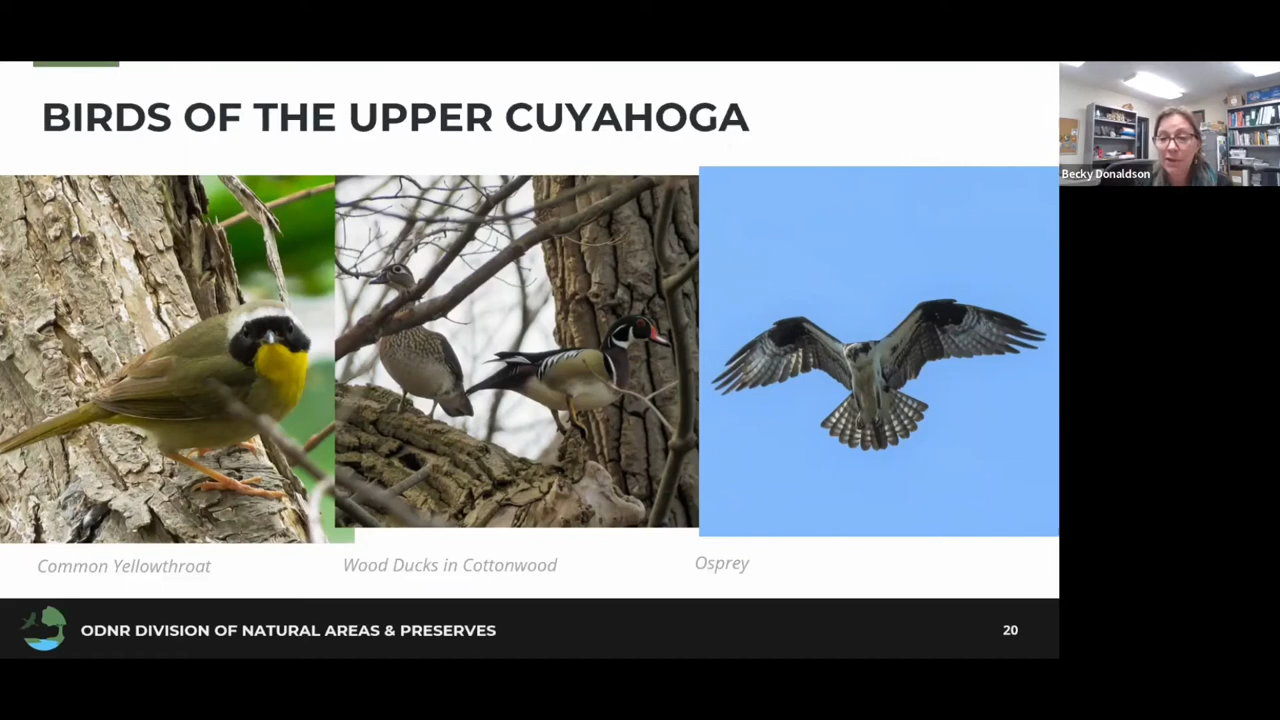 BIRDS OF THE UPPER CUYAHOGA
Becky Donaldson
Common Yellowthroat
Wood Ducks in Cottonwood
Osprey
ODNR DIVISION OF NATURAL AREAS & PRESERVES
20